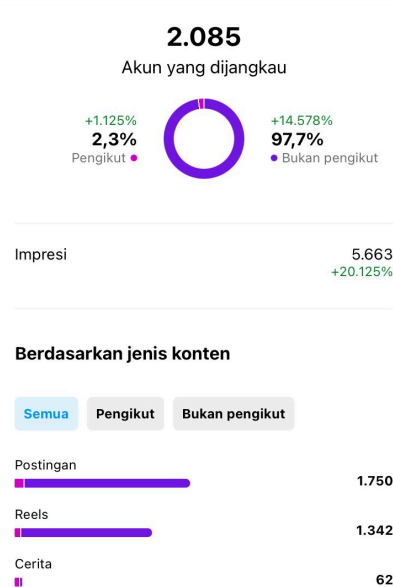 2.085
Akun yang dijangkau
+1.125%
2,3%
Pengikut
+14.578%
97,7%
Bukan pengikut
Impresi
5.663
+20.125%
Berdasarkan jenis konten
Semua Pengikut Bukan pengikut
Postingan
1.750
Reels
1.342
Cerita
62